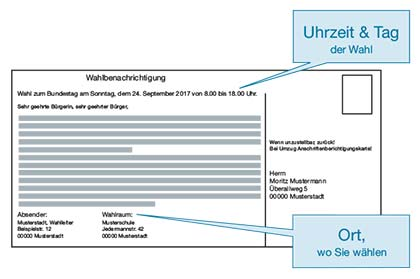 Uhrzeit & Tag
der Wahl
Wahlbenachrichtigung
Wahl zum Bundestag am Sonntag, dem 24. September 2017 von 8.00 bis 18.00 Uhr.
Sehr geehrte Bürgerin, sehr geehrter Bürger,
Wenn unzustellbar, zurück!
Bei Umzug Anschriftenberichtigungskarte!
Herrn
Moritz Mustermann
Überallweg 5
00000 Musterstadt
Absender:
Musterstadt, Wahlleiter
Beispielstr. 12
00000 Musterstadt
Wahlraum:
Musterschule
Jedermannstr. 42
00000 Musterstadt
Ort,
wo Sie wählen